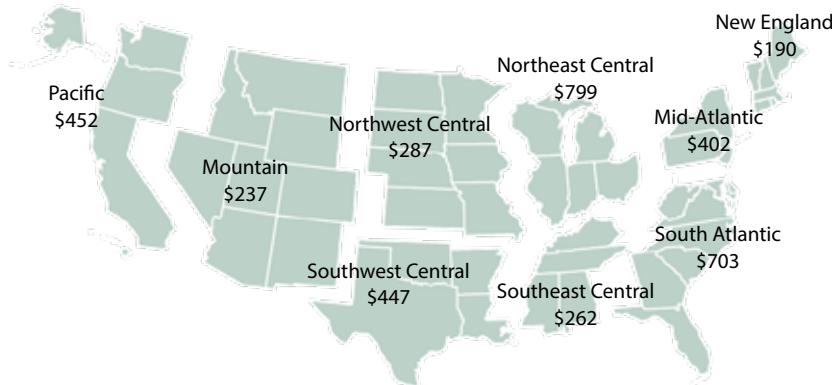 New England
$190
Northeast Central
$799
Pacific
$452
Mid-Atlantic
$402
Northwest Central
$287
Mountain
$237
South Atlantic
$703
Southwest Central
$447
Southeast Central
$262